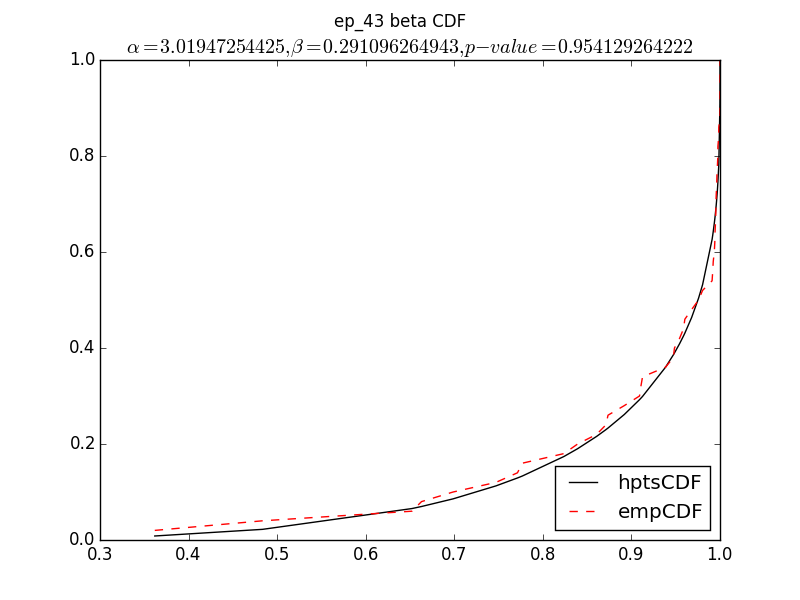 ep_43 beta CDF
α=3.01947254425,β=0.291096264943,p−value=0.954129264222
1.0
0.8
0.6
0.4
0.2
0.0
0.3 0.4 0.5 0.6 0.7 0.8 0.9 1.0
hptsCDF
empCDF